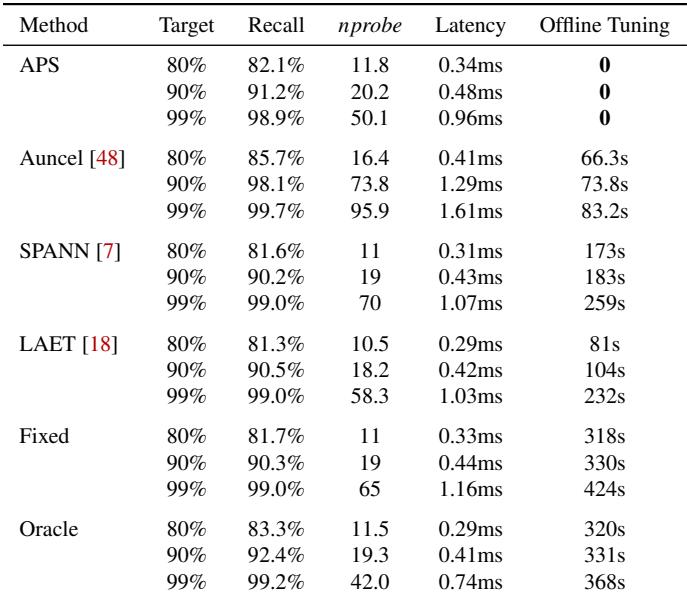 Method Target Recall nprobe Latency Offline Tuning
APS 80% 82.1% 11.8 0.34ms 0
90% 91.2% 20.2 0.48ms 0
99% 98.9% 50.1 0.96ms 0
Auncel [48] 80% 85.7% 16.4 0.41ms 66.3s
90% 98.1% 73.8 1.29ms 73.8s
99% 99.7% 95.9 1.61ms 83.2s
SPANN [7] 80% 81.6% 11 0.31ms 173s
90% 90.2% 19 0.43ms 183s
99% 99.0% 70 1.07ms 259s
LAET [18] 80% 81.3% 10.5 0.29ms 81s
90% 90.5% 18.2 0.42ms 104s
99% 99.0% 58.3 1.03ms 232s
Fixed 80% 81.7% 11 0.33ms 318s
90% 90.3% 19 0.44ms 330s
99% 99.0% 65 1.16ms 424s
Oracle 80% 83.3% 11.5 0.29ms 320s
90% 92.4% 19.3 0.41ms 331s
99% 99.2% 42.0 0.74ms 368s